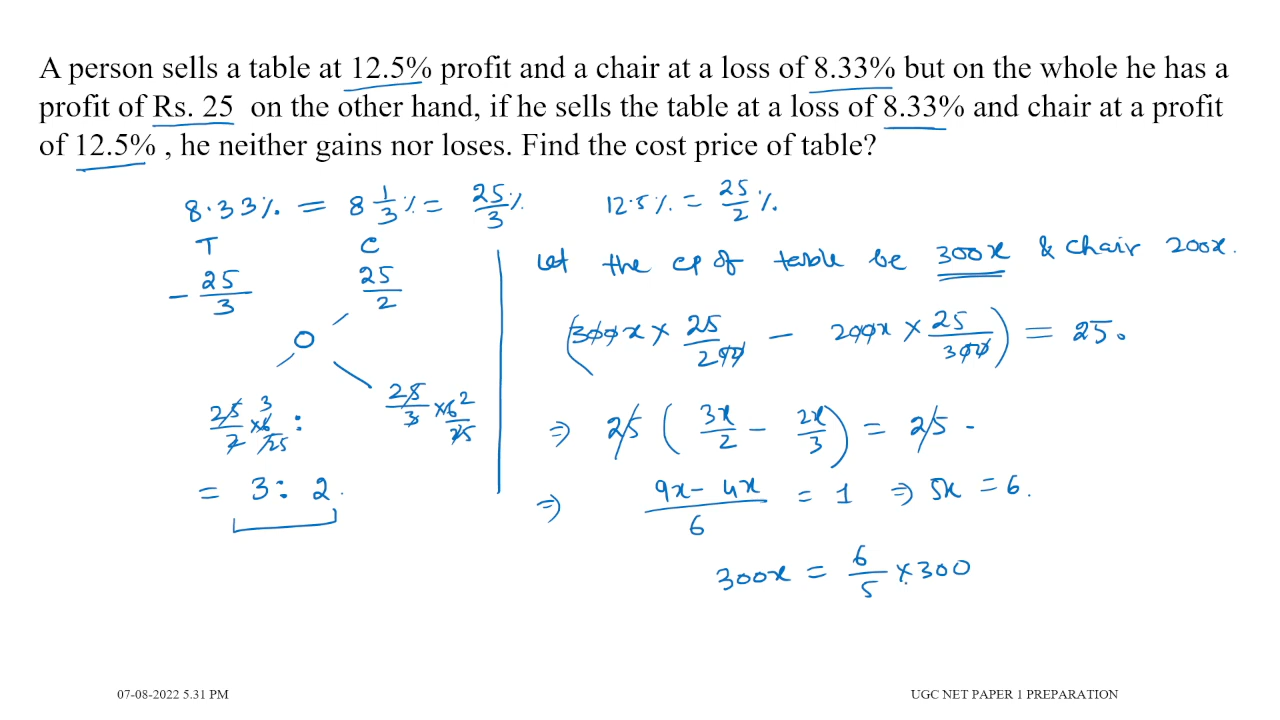 A person sells a table at 12.5% profit and a chair at a loss of 8.33% but on the whole he has a
profit of Rs. 25 on the other hand, if he sells the table at a loss of 8.33% and chair at a profit
of 12.5% , he neither gains nor loses. Find the cost price of table?
8.33% = 8 1/3 % = 25/3 %
12.5% = 25/2 %
T C
- 25/3 25/2
0
25/2 × 6/25 3 : 25/3 × 6/25 2
= 3 : 2.
Let the CP of table be 300x & chair 200x.
(300x × 25/200 - 200x × 25/300) = 25.
⇒ 25 ( 3x/2 - 2x/3 ) = 25 -
⇒ 9x - 4x / 6 = 1 ⇒ 5x = 6.
300x = 6/5 × 300
07-08-2022 5.31 PM
UGC NET PAPER 1 PREPARATION